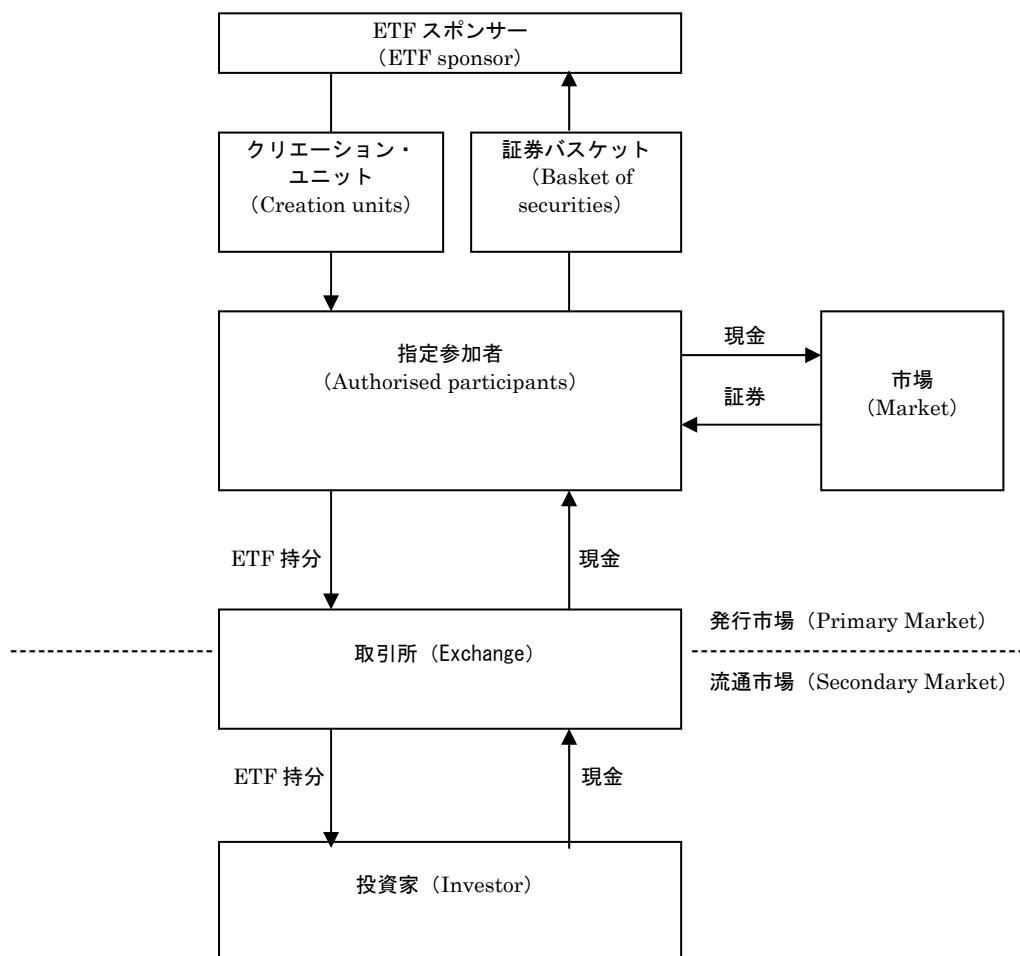 ETF スポンサー
（ETF sponsor）
クリエーション・
ユニット
（Creation units）
証券バスケット
（Basket of
securities）
指定参加者
（Authorised participants）
現金
証券
市場
（Market）
ETF 持分
現金
発行市場（Primary Market）
取引所（Exchange）
流通市場（Secondary Market）
ETF 持分
現金
投資家（Investor）